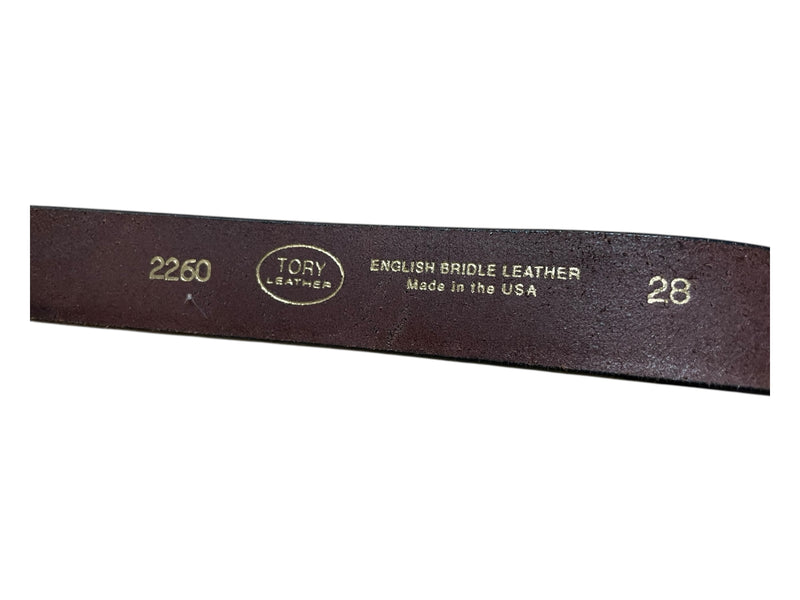 2260
TORY
LEATHER
ENGLISH BRIDLE LEATHER
Made in the USA
28